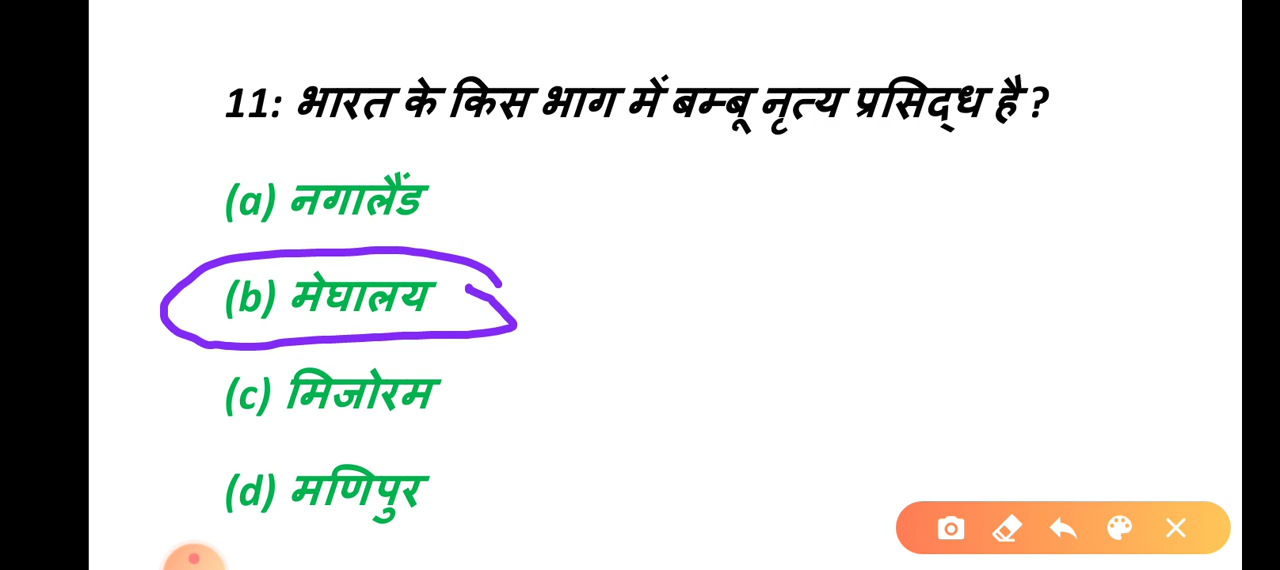 11: भारत के किस भाग में बम्बू नृत्य प्रसिद्ध है ?
(a) नगालैंड
(b) मेघालय
(c) मिजोरम
(d) मणिपुर